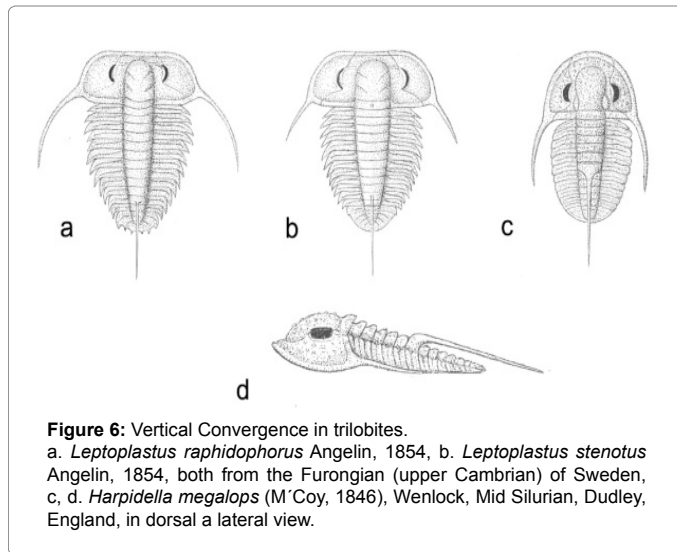 a
b
c
d
Figure 6: Vertical Convergence in trilobites.
a. Leptoplastus raphidophorus Angelin, 1854, b. Leptoplastus stenotus
Angelin, 1854, both from the Furongian (upper Cambrian) of Sweden,
c, d. Harpidella megalops (M´Coy, 1846), Wenlock, Mid Silurian, Dudley,
England, in dorsal a lateral view.